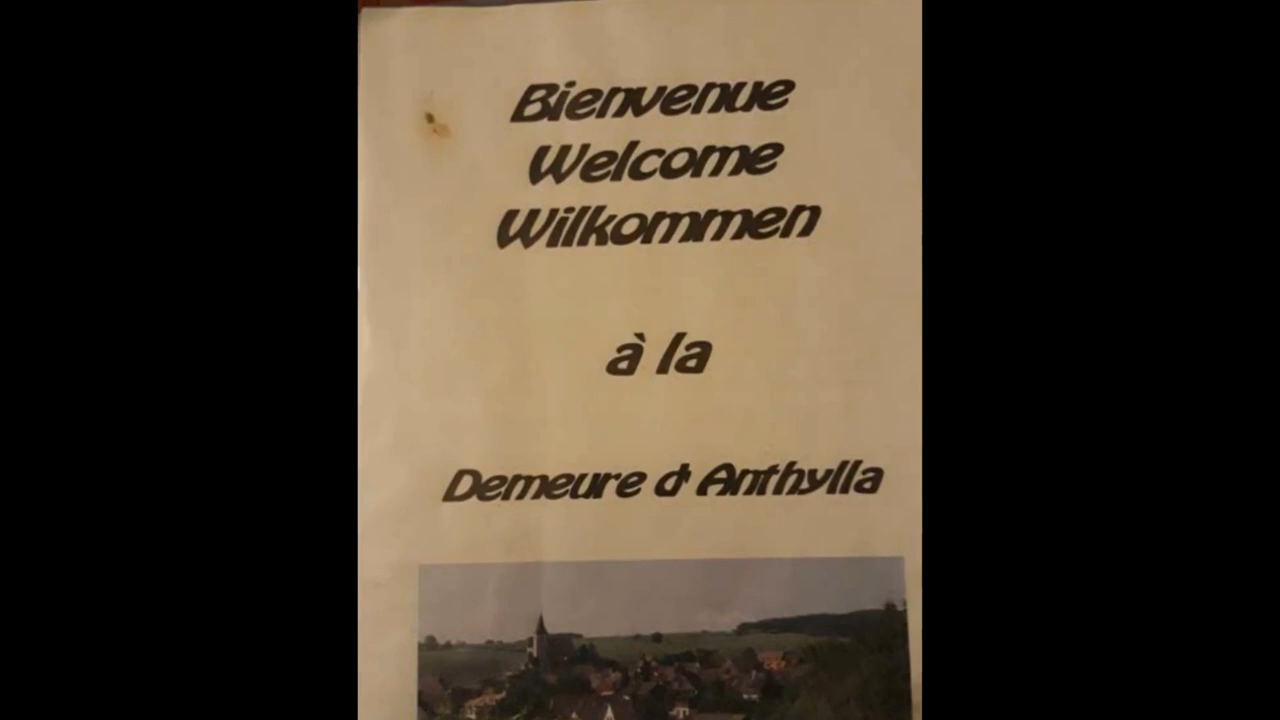 Bienvenue
Welcome
Wilkommen
à la
Demeure d'Anthylla